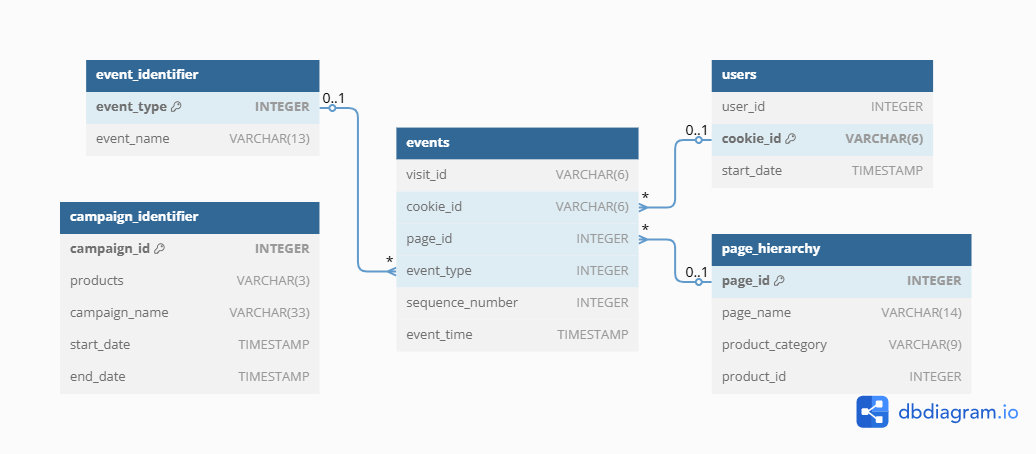 event_identifier
event_type INTEGER
event_name VARCHAR(13)
0..1
*
campaign_identifier
campaign_id INTEGER
products VARCHAR(3)
campaign_name VARCHAR(33)
start_date TIMESTAMP
end_date TIMESTAMP
events
visit_id VARCHAR(6)
cookie_id VARCHAR(6)
page_id INTEGER
event_type INTEGER
sequence_number INTEGER
event_time TIMESTAMP
*
0..1
*
0..1
users
user_id INTEGER
cookie_id VARCHAR(6)
start_date TIMESTAMP
page_hierarchy
page_id INTEGER
page_name VARCHAR(14)
product_category VARCHAR(9)
product_id INTEGER
dbdiagram.io